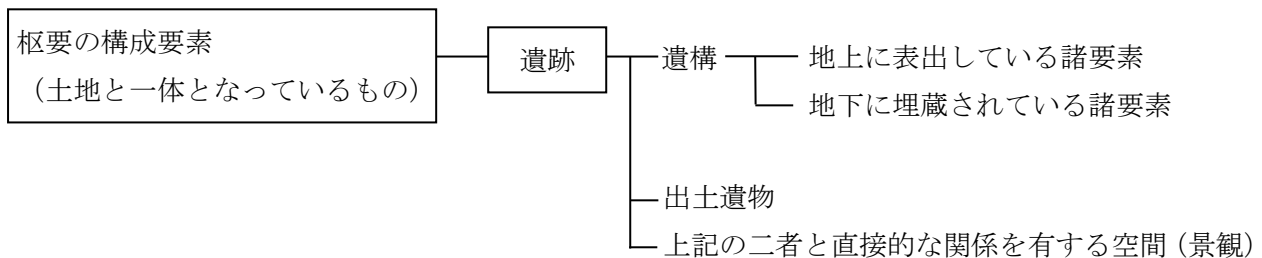 枢要の構成要素
（土地と一体となっているもの）
遺跡
遺構
地上に表出している諸要素
地下に埋蔵されている諸要素
出土遺物
上記の二者と直接的な関係を有する空間（景観）